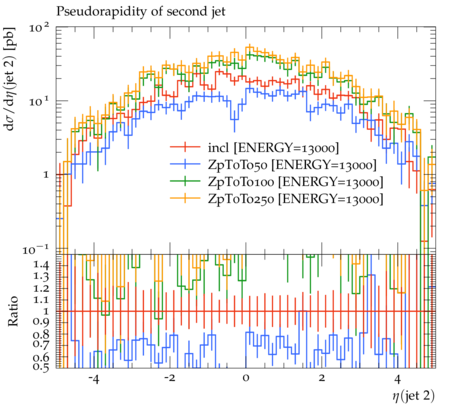 Pseudorapidity of second jet
dσ/dη(jet 2) [pb]
10²
10¹
1
10⁻¹
incl [ENERGY=13000]
ZpToTo50 [ENERGY=13000]
ZpToTo100 [ENERGY=13000]
ZpToTo250 [ENERGY=13000]
Ratio
1.4
1.3
1.2
1.1
1
0.9
0.8
0.7
0.6
0.5
-4 -2 0 2 4
η(jet 2)